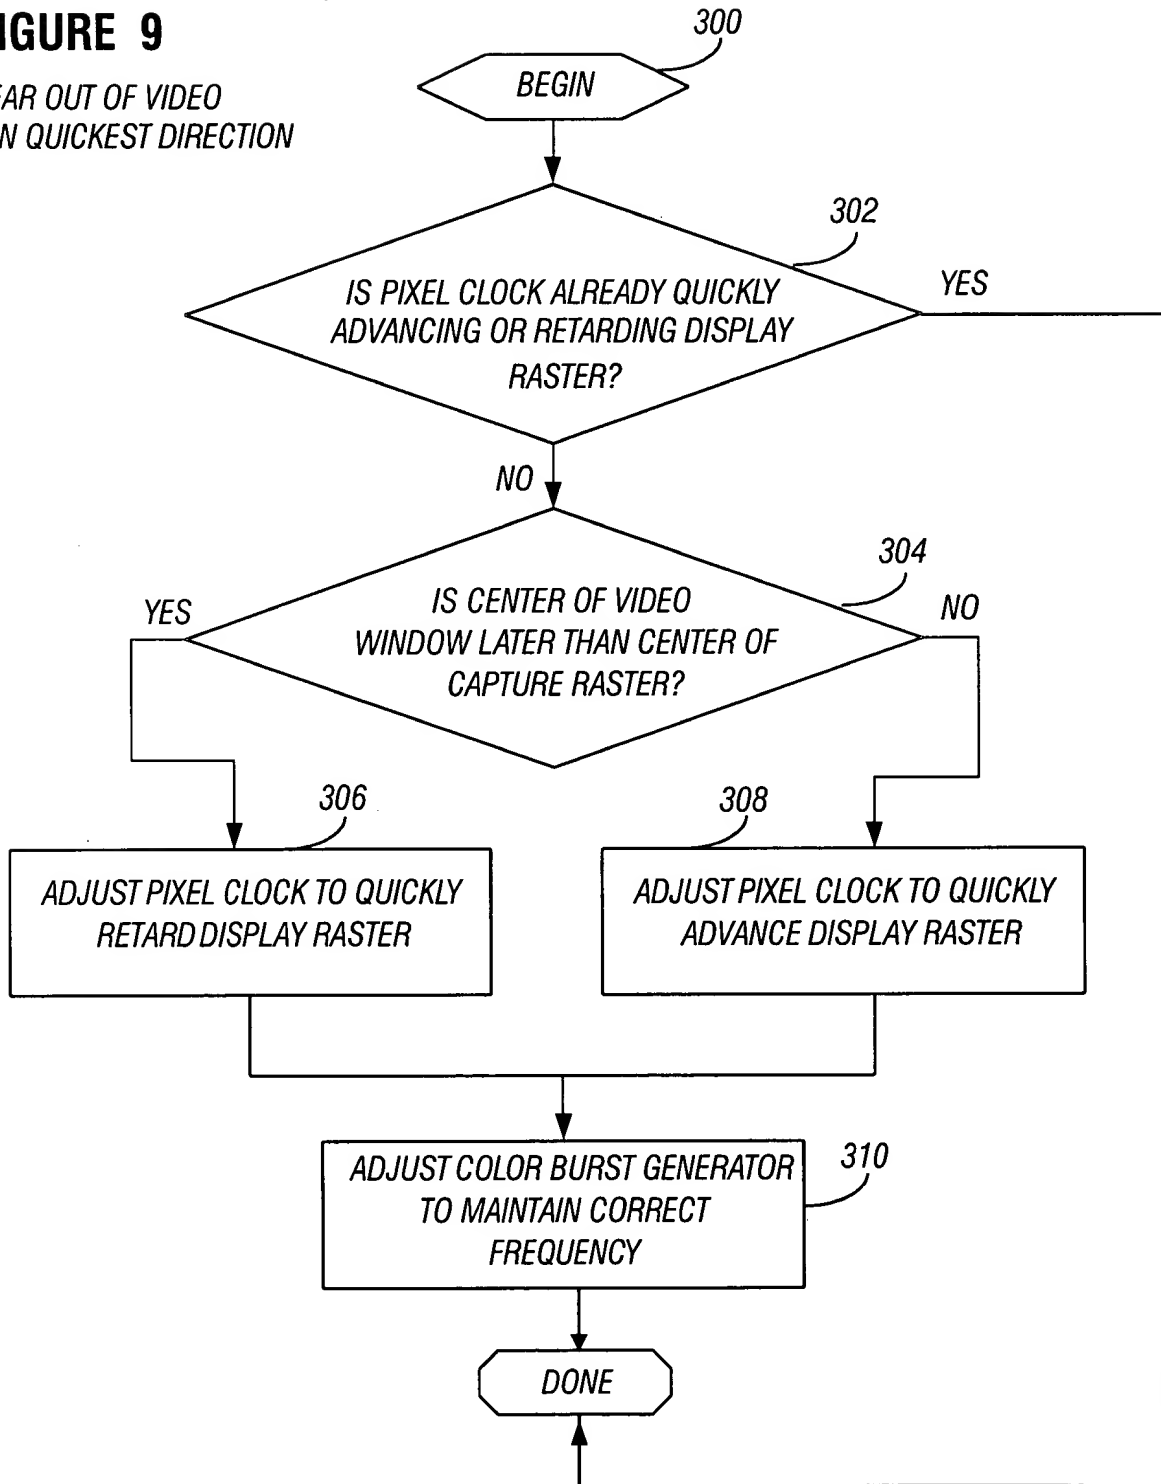 IGURE 9
EAR OUT OF VIDEO
N QUICKEST DIRECTION
300
BEGIN
302
IS PIXEL CLOCK ALREADY QUICKLY
ADVANCING OR RETARDING DISPLAY
RASTER?
YES
NO
304
IS CENTER OF VIDEO
WINDOW LATER THAN CENTER OF
CAPTURE RASTER?
YES
NO
306
308
ADJUST PIXEL CLOCK TO QUICKLY
RETARD DISPLAY RASTER
ADJUST PIXEL CLOCK TO QUICKLY
ADVANCE DISPLAY RASTER
310
ADJUST COLOR BURST GENERATOR
TO MAINTAIN CORRECT
FREQUENCY
DONE